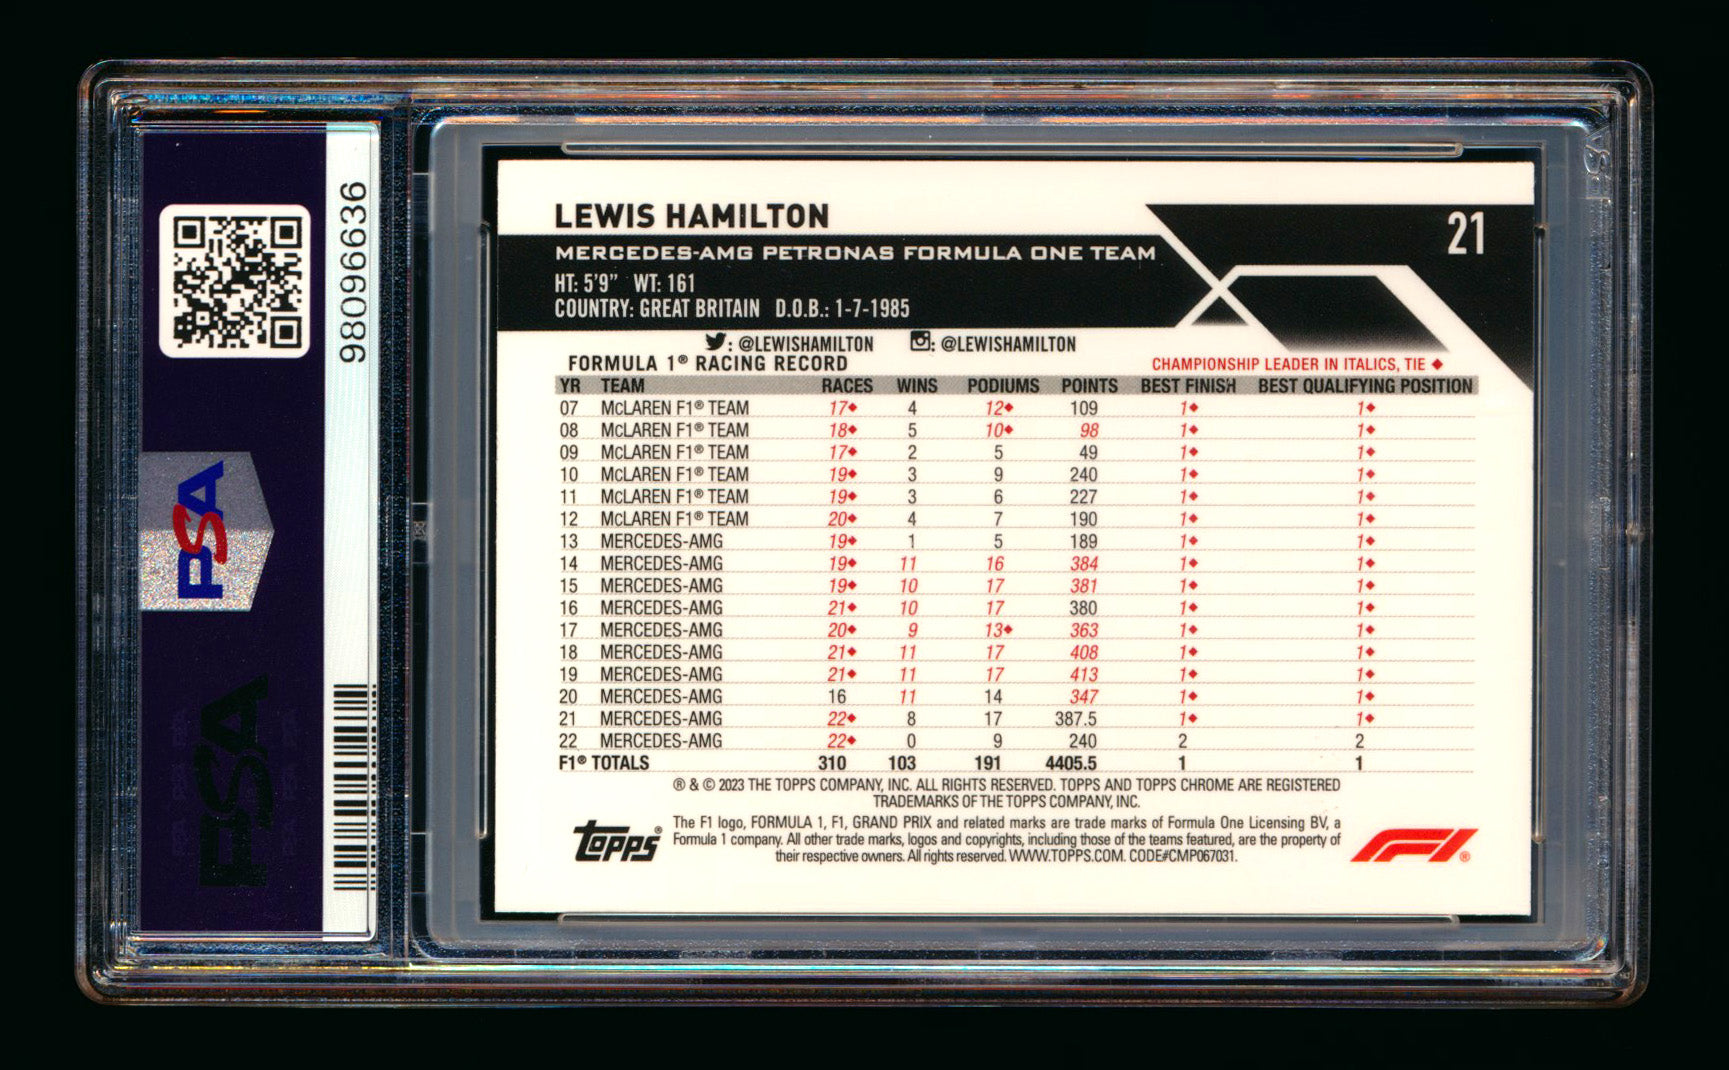 98096636
PSA
PSA
LEWIS HAMILTON
21
MERCEDES-AMG PETRONAS FORMULA ONE TEAM
HT: 5'9" WT: 161
COUNTRY: GREAT BRITAIN D.O.B.: 1-7-1985
: @LEWISHAMILTON : @LEWISHAMILTON
FORMULA 1® RACING RECORD CHAMPIONSHIP LEADER IN ITALICS, TIE ◆
YR TEAM RACES WINS PODIUMS POINTS BEST FINISH BEST QUALIFYING POSITION
07 McLAREN F1® TEAM 17◆ 4 12◆ 109 1◆ 1◆
08 McLAREN F1® TEAM 18◆ 5 10◆ 98 1◆ 1◆
09 McLAREN F1® TEAM 17◆ 2 5 49 1◆ 1◆
10 McLAREN F1® TEAM 19◆ 3 9 240 1◆ 1◆
11 McLAREN F1® TEAM 19◆ 3 6 227 1◆ 1◆
12 McLAREN F1® TEAM 20◆ 4 7 190 1◆ 1◆
13 MERCEDES-AMG 19◆ 1 5 189 1◆ 1◆
14 MERCEDES-AMG 19◆ 11 16 384 1◆ 1◆
15 MERCEDES-AMG 19◆ 10 17 381 1◆ 1◆
16 MERCEDES-AMG 21◆ 10 17 380 1◆ 1◆
17 MERCEDES-AMG 20◆ 9 13◆ 363 1◆ 1◆
18 MERCEDES-AMG 21◆ 11 17 408 1◆ 1◆
19 MERCEDES-AMG 21◆ 11 17 413 1◆ 1◆
20 MERCEDES-AMG 16 11 14 347 1◆ 1◆
21 MERCEDES-AMG 22◆ 8 17 387.5 1◆ 1◆
22 MERCEDES-AMG 22◆ 0 9 240 2 2
F1® TOTALS 310 103 191 4405.5 1 1
® & © 2023 THE TOPPS COMPANY, INC. ALL RIGHTS RESERVED. TOPPS AND TOPPS CHROME ARE REGISTERED
TRADEMARKS OF THE TOPPS COMPANY, INC.
topps®
The F1 logo, FORMULA 1, F1, GRAND PRIX and related marks are trade marks of Formula One Licensing BV, a
Formula 1 company. All other trade marks, logos and copyrights, including those of the teams featured, are the property of
their respective owners. All rights reserved. WWW.TOPPS.COM. CODE#CMP067031.
F1®